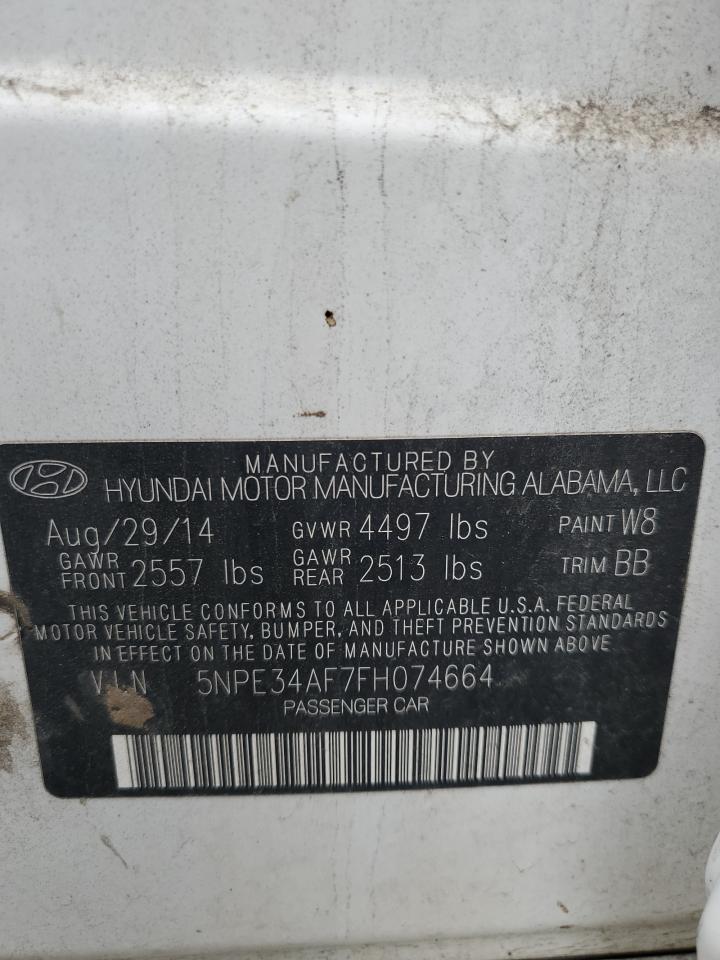 MANUFACTURED BY
HYUNDAI MOTOR MANUFACTURING ALABAMA, LLC
Aug/29/14 GVWR 4497 lbs PAINT W8
GAWR FRONT 2557 lbs GAWR REAR 2513 lbs TRIM BB
THIS VEHICLE CONFORMS TO ALL APPLICABLE U.S.A. FEDERAL
MOTOR VEHICLE SAFETY, BUMPER, AND THEFT PREVENTION STANDARDS
IN EFFECT ON THE DATE OF MANUFACTURE SHOWN ABOVE
V.I.N 5NPE34AF7FH074664
PASSENGER CAR